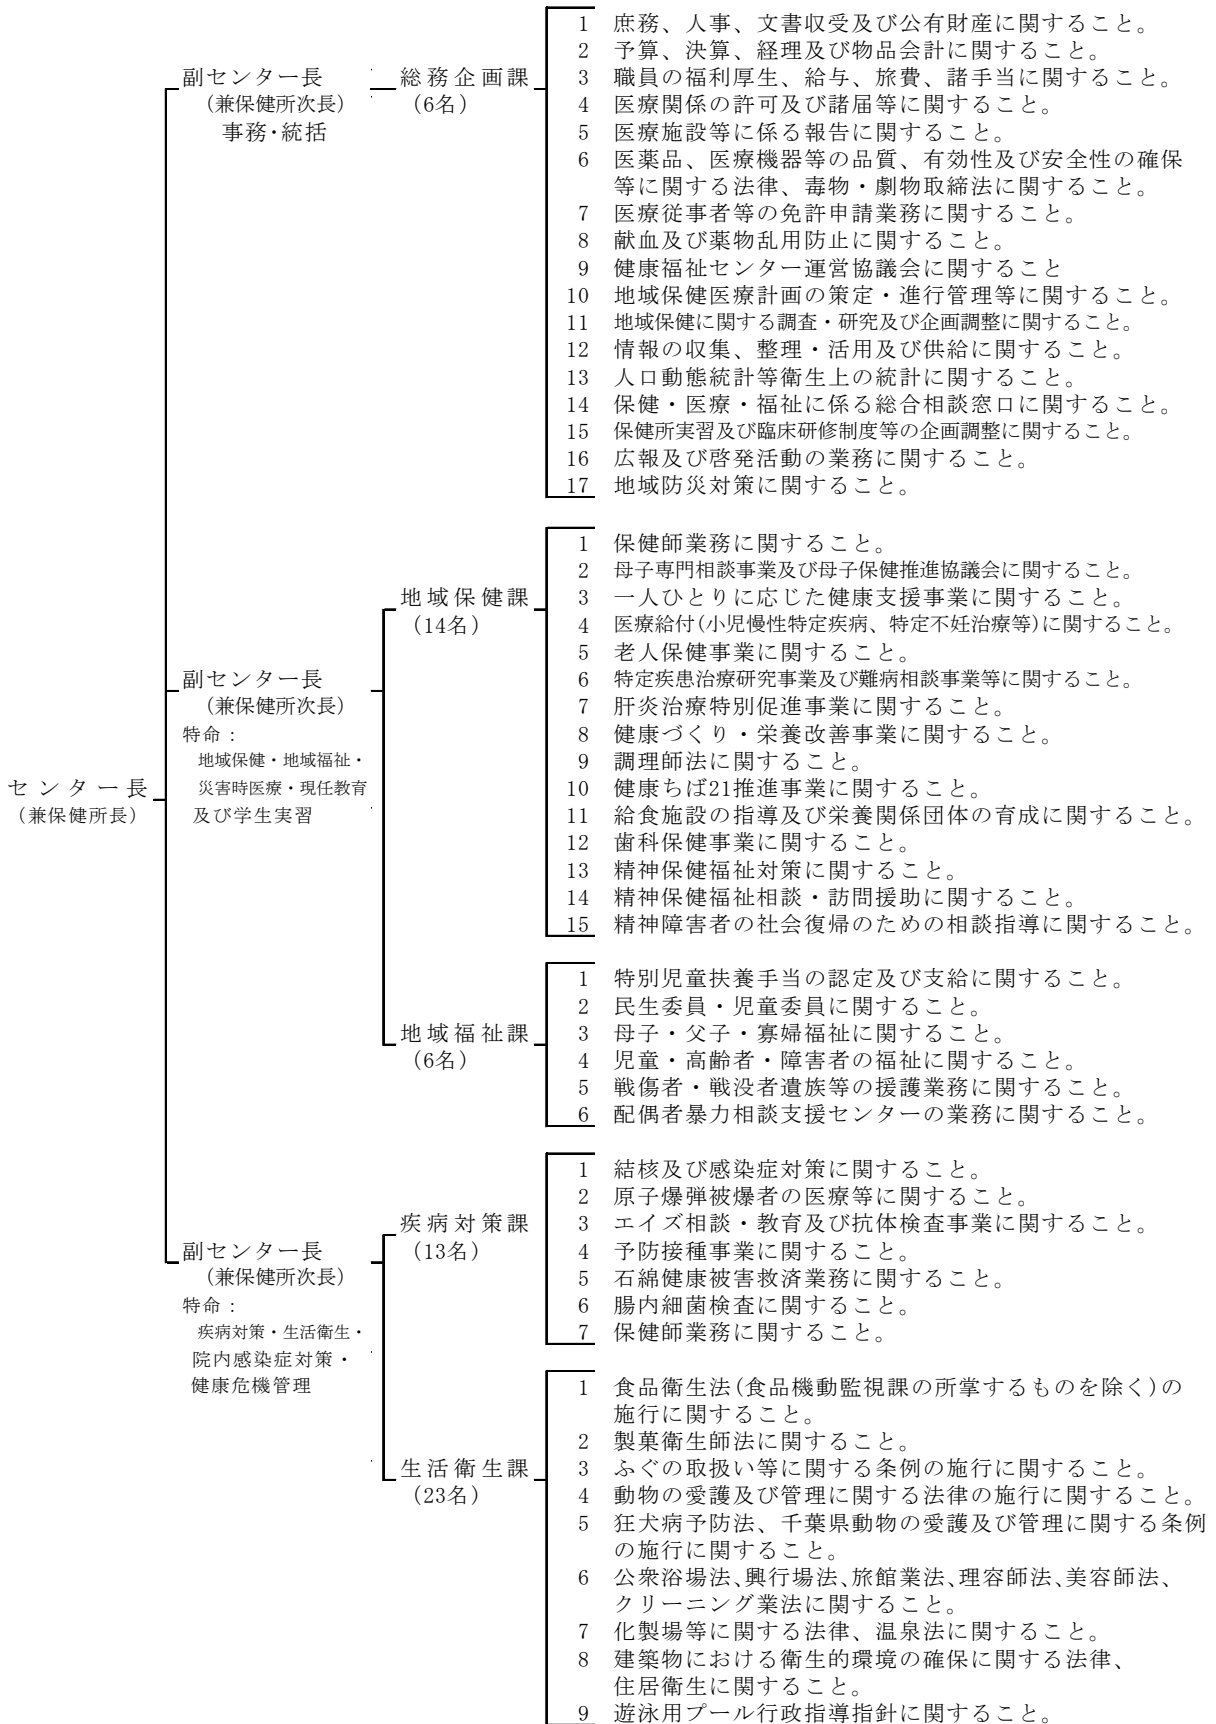 センター長
（兼保健所長）
副センター長
（兼保健所次長）
事務・統括
総務企画課
(6名)
1 庶務、人事、文書収受及び公有財産に関すること。
2 予算、決算、経理及び物品会計に関すること。
3 職員の福利厚生、給与、旅費、諸手当に関すること。
4 医療関係の許可及び諸届等に関すること。
5 医療施設等に係る報告に関すること。
6 医薬品、医療機器等の品質、有効性及び安全性の確保
等に関する法律、毒物・劇物取締法に関すること。
7 医療従事者等の免許申請業務に関すること。
8 献血及び薬物乱用防止に関すること。
9 健康福祉センター運営協議会に関すること
10 地域保健医療計画の策定・進行管理等に関すること。
11 地域保健に関する調査・研究及び企画調整に関すること。
12 情報の収集、整理・活用及び供給に関すること。
13 人口動態統計等衛生上の統計に関すること。
14 保健・医療・福祉に係る総合相談窓口に関すること。
15 保健所実習及び臨床研修制度等の企画調整に関すること。
16 広報及び啓発活動の業務に関すること。
17 地域防災対策に関すること。
副センター長
（兼保健所次長）
特命：
地域保健・地域福祉・
災害時医療・現任教育
及び学生実習
地域保健課
(14名)
1 保健師業務に関すること。
2 母子専門相談事業及び母子保健推進協議会に関すること。
3 一人ひとりに応じた健康支援事業に関すること。
4 医療給付(小児慢性特定疾病、特定不妊治療等)に関すること。
5 老人保健事業に関すること。
6 特定疾患治療研究事業及び難病相談事業等に関すること。
7 肝炎治療特別促進事業に関すること。
8 健康づくり・栄養改善事業に関すること。
9 調理師法に関すること。
10 健康ちば21推進事業に関すること。
11 給食施設の指導及び栄養関係団体の育成に関すること。
12 歯科保健事業に関すること。
13 精神保健福祉対策に関すること。
14 精神保健福祉相談・訪問援助に関すること。
15 精神障害者の社会復帰のための相談指導に関すること。
地域福祉課
(6名)
1 特別児童扶養手当の認定及び支給に関すること。
2 民生委員・児童委員に関すること。
3 母子・父子・寡婦福祉に関すること。
4 児童・高齢者・障害者の福祉に関すること。
5 戦傷者・戦没者遺族等の援護業務に関すること。
6 配偶者暴力相談支援センターの業務に関すること。
副センター長
（兼保健所次長）
特命：
疾病対策・生活衛生・
院内感染症対策・
健康危機管理
疾病対策課
(13名)
1 結核及び感染症対策に関すること。
2 原子爆弾被爆者の医療等に関すること。
3 エイズ相談・教育及び抗体検査事業に関すること。
4 予防接種事業に関すること。
5 石綿健康被害救済業務に関すること。
6 腸内細菌検査に関すること。
7 保健師業務に関すること。
生活衛生課
(23名)
1 食品衛生法(食品機動監視課の所掌するものを除く)の
施行に関すること。
2 製菓衛生師法に関すること。
3 ふぐの取扱い等に関する条例の施行に関すること。
4 動物の愛護及び管理に関する法律の施行に関すること。
5 狂犬病予防法、千葉県動物の愛護及び管理に関する条例
の施行に関すること。
6 公衆浴場法、興行場法、旅館業法、理容師法、美容師法、
クリーニング業法に関すること。
7 化製場等に関する法律、温泉法に関すること。
8 建築物における衛生的環境の確保に関する法律、
住居衛生に関すること。
9 遊泳用プール行政指導指針に関すること。